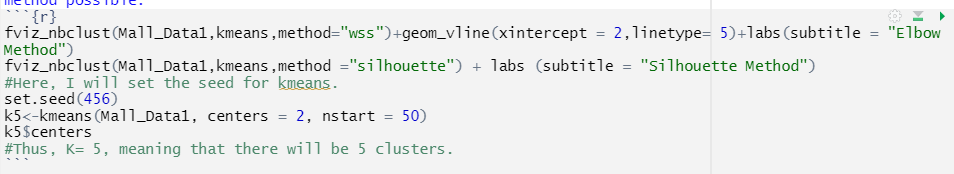 method possible.
```{r}
fviz_nbclust(Mall_Data1,kmeans,method="wss")+geom_vline(xintercept = 2,linetype= 5)+labs(subtitle = "Elbow
Method")
fviz_nbclust(Mall_Data1,kmeans,method ="silhouette") + labs (subtitle = "Silhouette Method")
#Here, I will set the seed for kmeans.
set.seed(456)
k5<-kmeans(Mall_Data1, centers = 2, nstart = 50)
k5$centers
#Thus, K= 5, meaning that there will be 5 clusters.
```